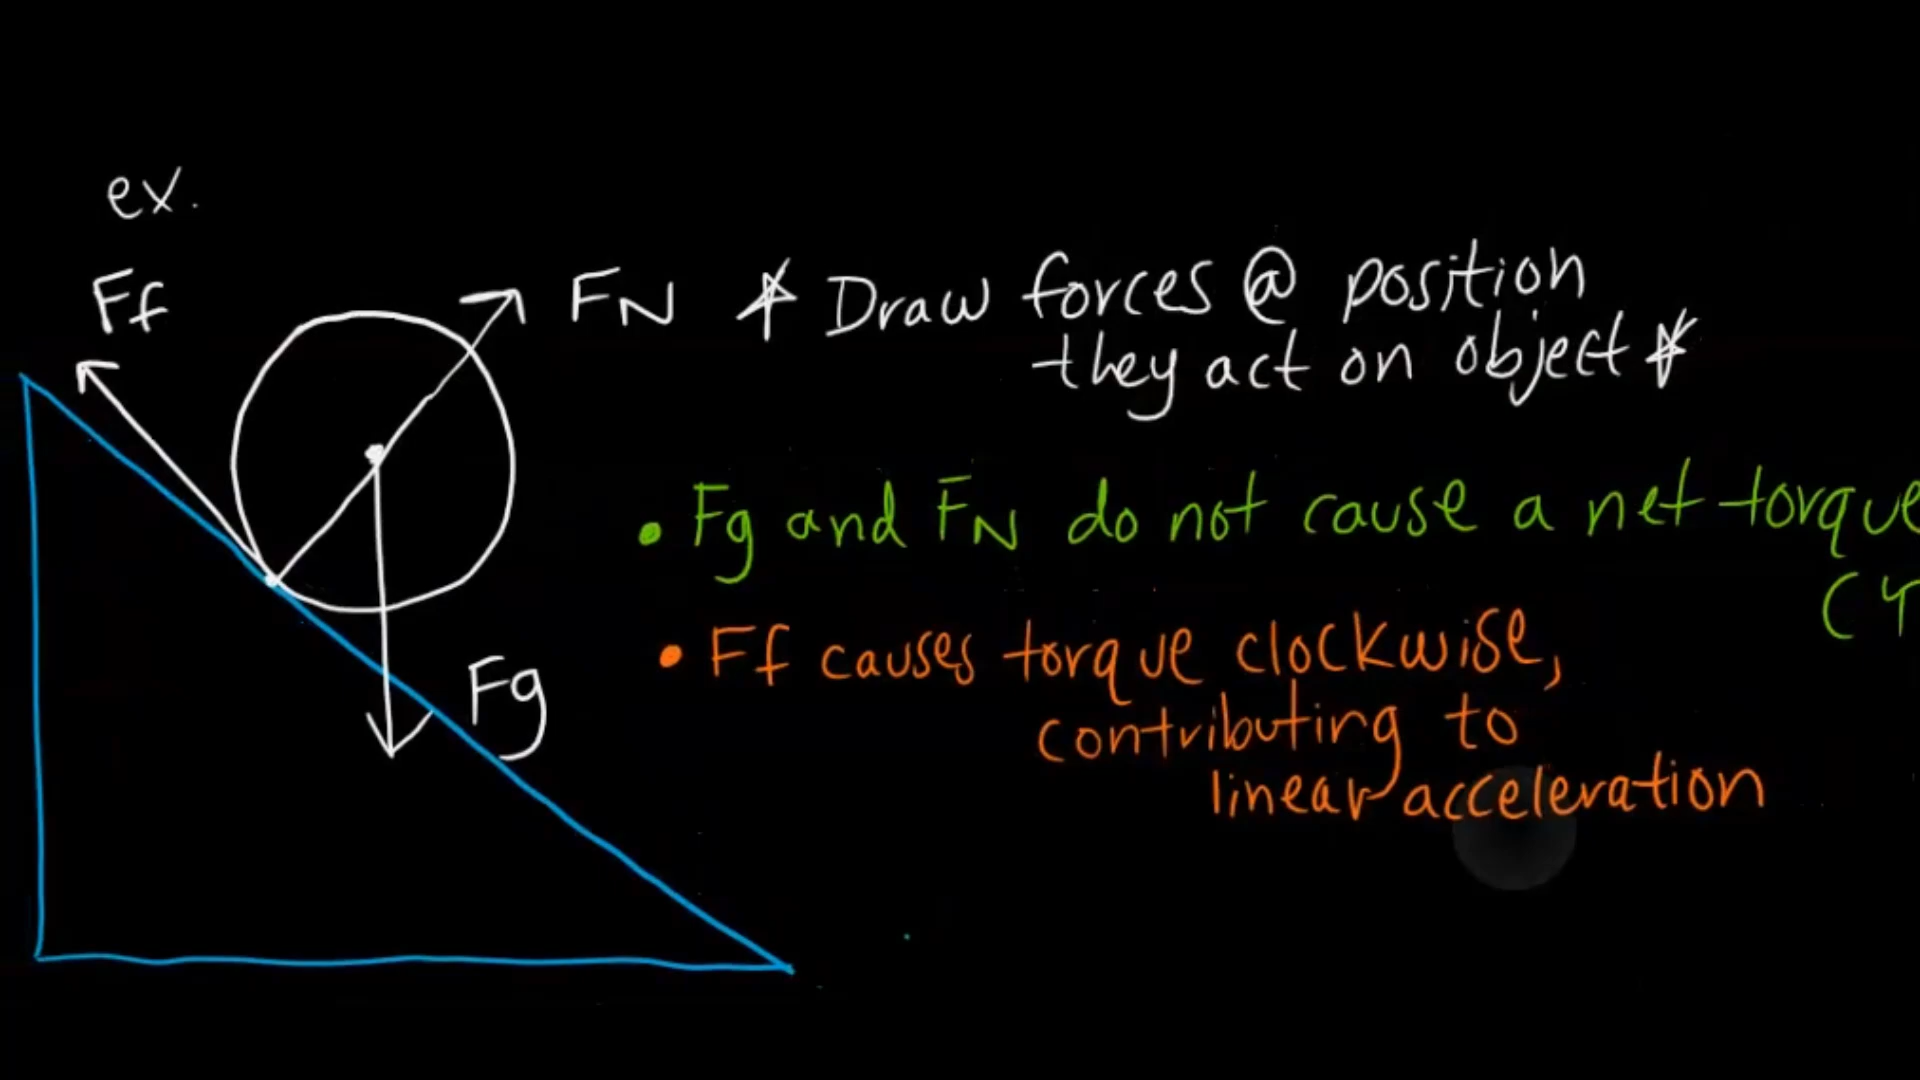 ex.
Ff
FN * Draw forces @ position
they act on object *
• Fg and FN do not cause a net torque
• Ff causes torque clockwise,
contributing to
linear acceleration
Fg